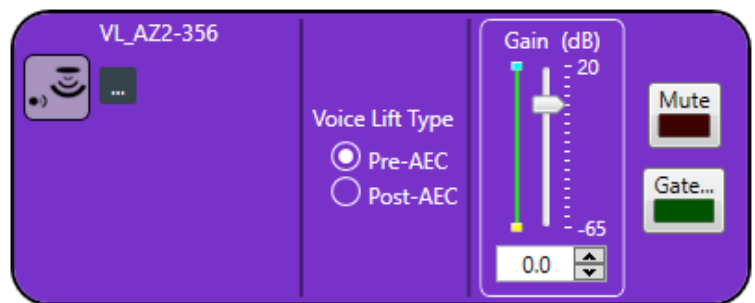 VL_AZ2-356
...
Voice Lift Type
Pre-AEC
Post-AEC
Gain (dB)
20
-65
0.0
Mute
Gate...